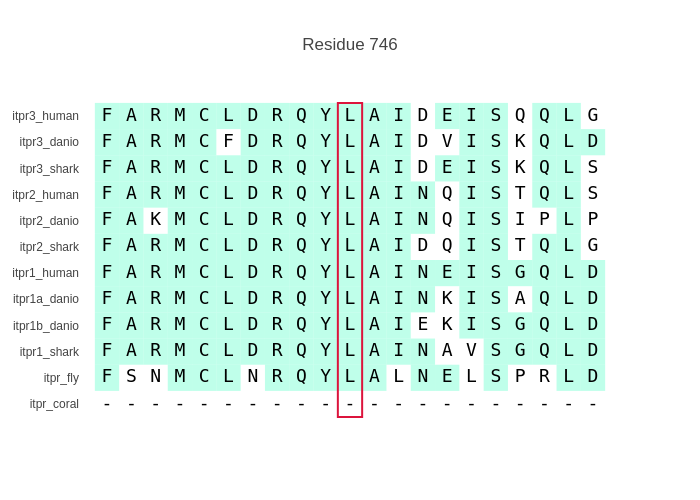 Residue 746
itpr3_human F A R M C L D R Q Y L A I D E I S Q Q L G
itpr3_danio F A R M C F D R Q Y L A I D V I S K Q L D
itpr3_shark F A R M C L D R Q Y L A I D E I S K Q L S
itpr2_human F A R M C L D R Q Y L A I N Q I S T Q L S
itpr2_danio F A K M C L D R Q Y L A I N Q I S I P L P
itpr2_shark F A R M C L D R Q Y L A I D Q I S T Q L G
itpr1_human F A R M C L D R Q Y L A I N E I S G Q L D
itpr1a_danio F A R M C L D R Q Y L A I N K I S A Q L D
itpr1b_danio F A R M C L D R Q Y L A I E K I S G Q L D
itpr1_shark F A R M C L D R Q Y L A I N A V S G Q L D
itpr_fly F S N M C L N R Q Y L A L N E L S P R L D
itpr_coral - - - - - - - - - - - - - - - - - - - - -